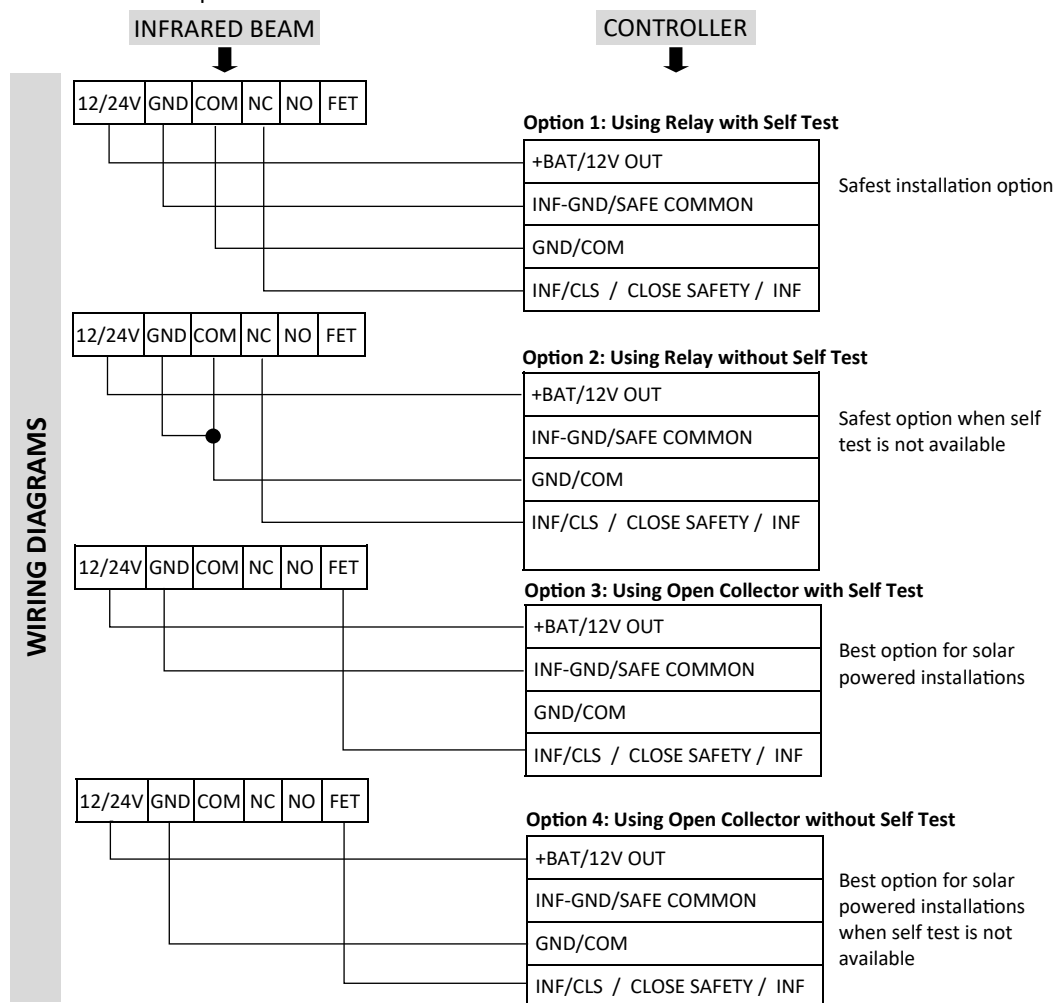 INFRARED BEAM
CONTROLLER
WIRING DIAGRAMS
12/24V GND COM NC NO FET
Option 1: Using Relay with Self Test
+BAT/12V OUT
INF-GND/SAFE COMMON
GND/COM
INF/CLS / CLOSE SAFETY / INF
Safest installation option
12/24V GND COM NC NO FET
Option 2: Using Relay without Self Test
+BAT/12V OUT
INF-GND/SAFE COMMON
GND/COM
INF/CLS / CLOSE SAFETY / INF
Safest option when self
test is not available
12/24V GND COM NC NO FET
Option 3: Using Open Collector with Self Test
+BAT/12V OUT
INF-GND/SAFE COMMON
GND/COM
INF/CLS / CLOSE SAFETY / INF
Best option for solar
powered installations
12/24V GND COM NC NO FET
Option 4: Using Open Collector without Self Test
+BAT/12V OUT
INF-GND/SAFE COMMON
GND/COM
INF/CLS / CLOSE SAFETY / INF
Best option for solar
powered installations
when self test is not
available